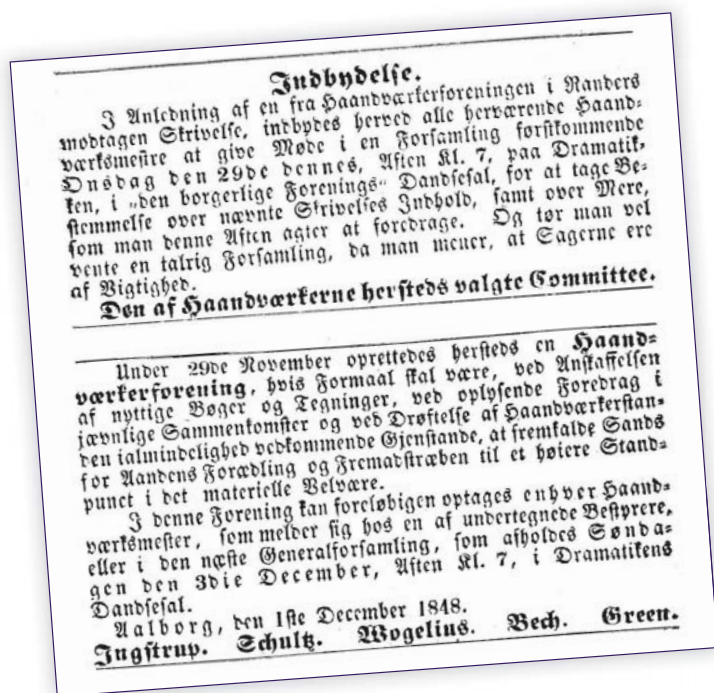 Indbydelse.
I Anledning af en fra Haandværkerforeningen i Randers
modtagen Skrivelse, indbydes herved alle herværende Haand-
værksmestre at give Møde i en Forsamling førstkommende
Onsdag den 29de dennes, Aften Kl. 7, paa Dramatik-
ken, i „den borgerlige Forenings“ Dandsesal, for at tage Be-
stemmelse over nævnte Skrivelses Indhold, samt over Mere,
som man denne Aften agter at foredrage. Og tør man vel
vente en talrig Forsamling, da man mener, at Sagerne ere
af Vigtighed.
Den af Haandværkerne hersteds valgte Committee.
Under 29de November oprettedes hersteds en Haand-
værkerforening, hvis Formaal skal være, ved Anskaffelsen
af nyttige Bøger og Tegninger, ved oplysende Foredrag i
jævnlige Sammenkomster og ved Drøftelse af Haandværkerstan-
den ialmindelighed vedkommende Gjenstande, at fremkalde Sands
for Aandens Forædling og Fremadstræben til et høiere Stand-
punct i det materielle Velvære.
I denne Forening kan foreløbigen optages enhver Haand-
værksmester, som melder sig hos en af undertegnede Bestyrere,
eller i den næste Generalforsamling, som afholdes Sønda-
gen den 3die December, Aften Kl. 7, i Dramatikens
Dandsesal.
Aalborg, den 1ste December 1848.
Ingstrup. Schultz. Wogelius. Bech. Green.